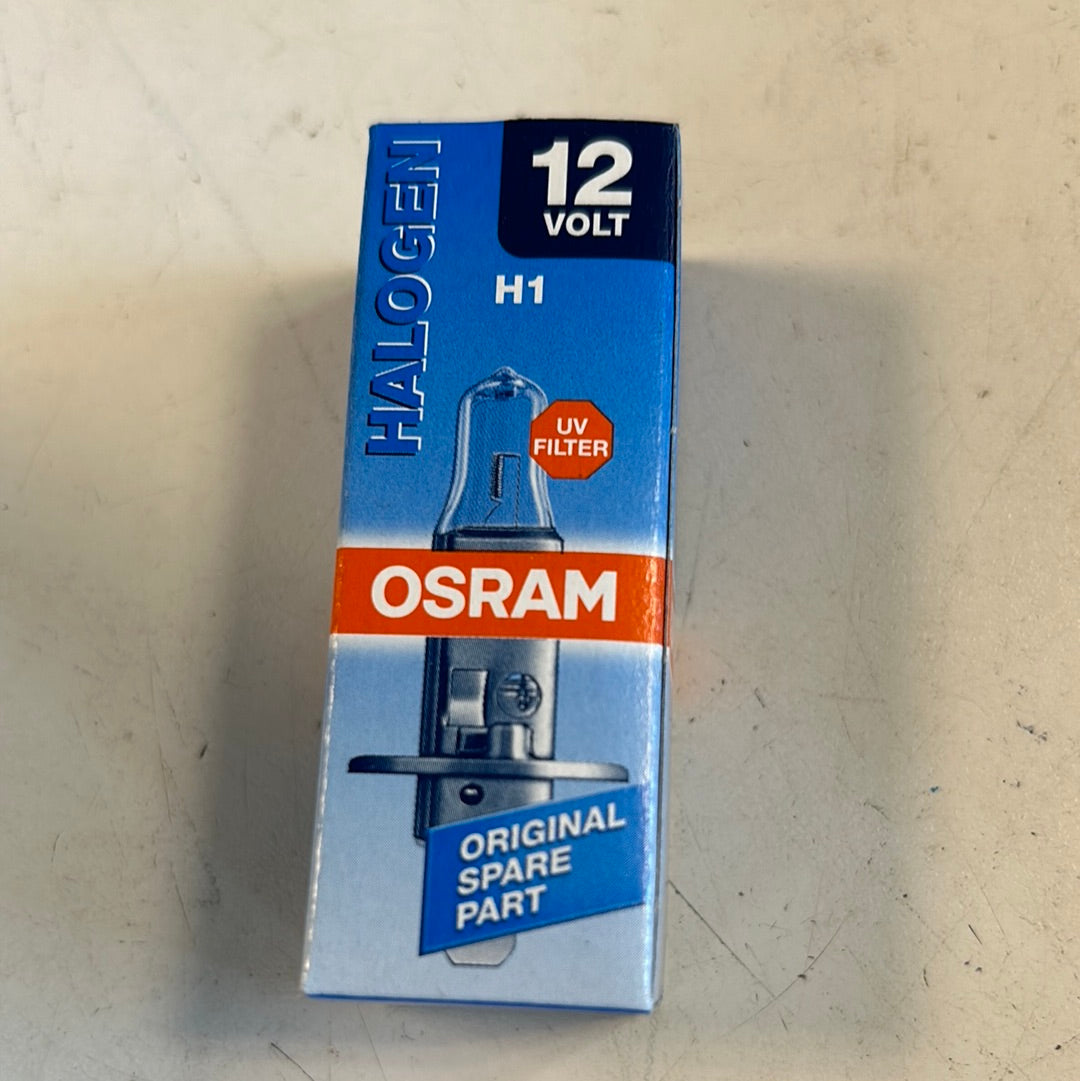 HALOGEN
12
VOLT
H1
UV
FILTER
OSRAM
ORIGINAL
SPARE
PART